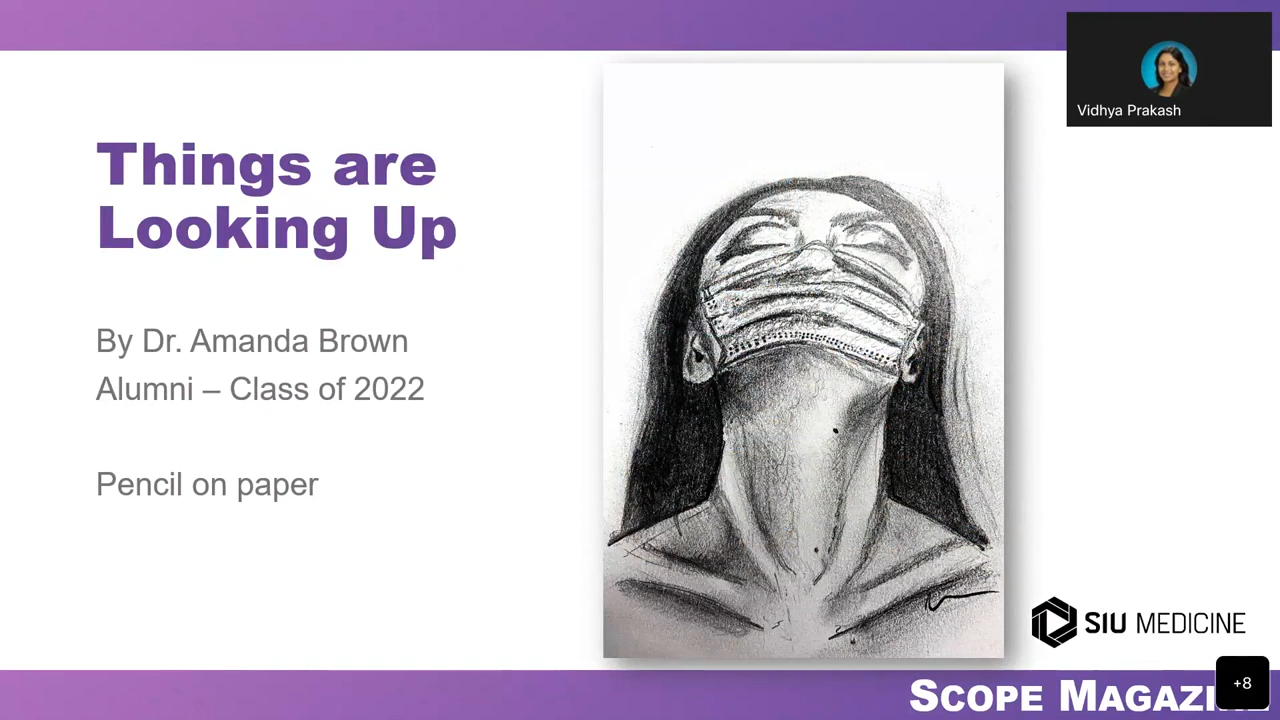 Things are
Looking Up
By Dr. Amanda Brown
Alumni – Class of 2022
Pencil on paper
Vidhya Prakash
SIU MEDICINE
SCOPE MAGAZINE
+8